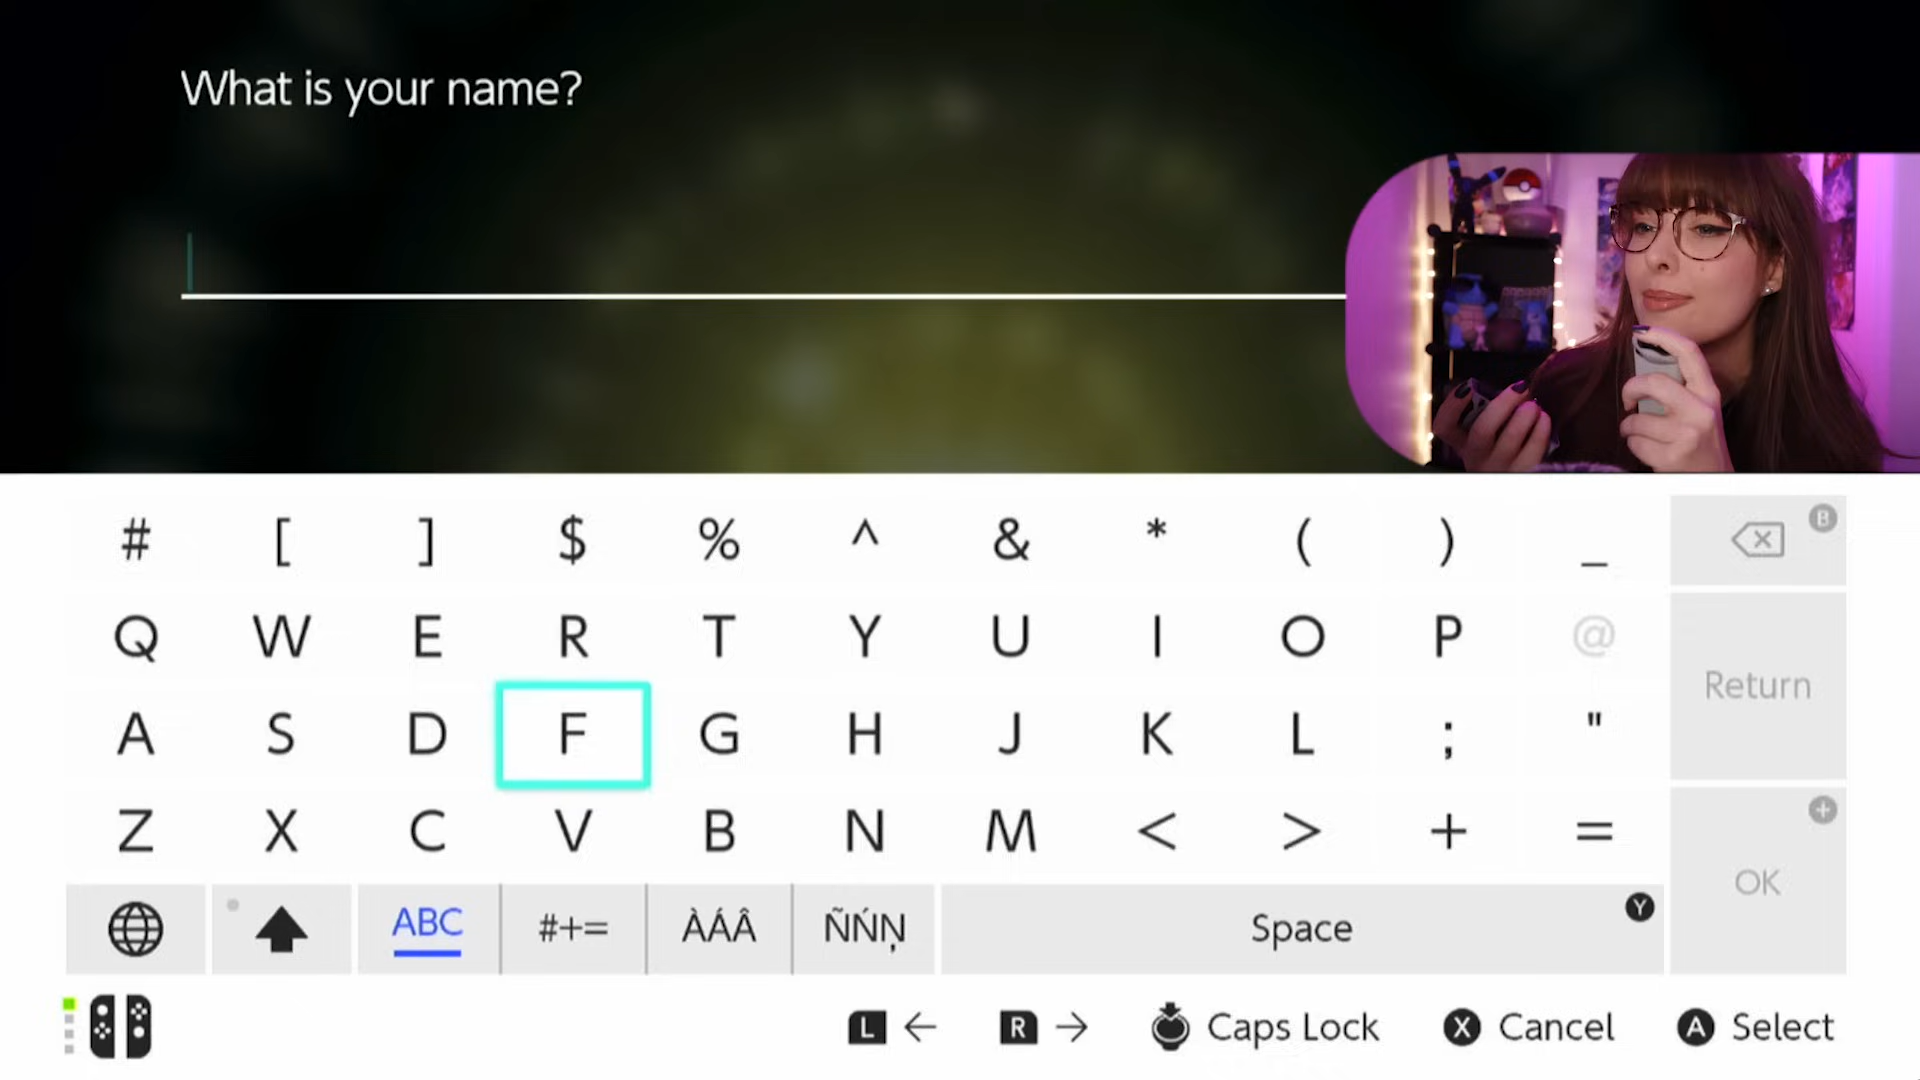 What is your name?
# [ ] $ % ^ & * ( ) _ B
Q W E R T Y U I O P @
Return
A S D F G H J K L ; "
Z X C V B N M < > + =
OK +
ABC #+= ÀÁÂ ÑŃŅ Space Y
L ← R → Caps Lock X Cancel A Select